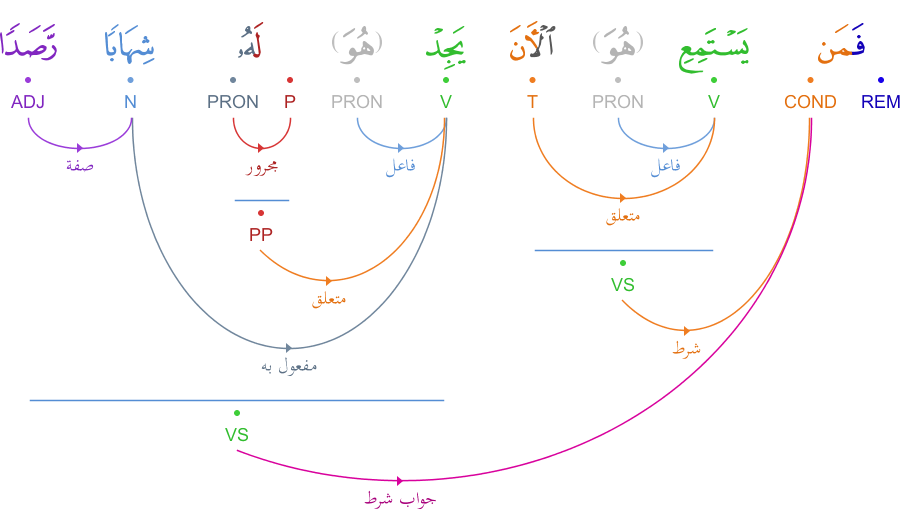 فَمَن يَسْتَمِعِ (هُوَ) ٱلْـَٔانَ يَجِدْ (هُوَ) لَهُۥ شِهَابًا رَّصَدًا
REM COND V PRON T V PRON P PRON N ADJ
فاعل فاعل مجرور صفة
متعلق
PP
VS
متعلق
شرط
مفعول به
VS
جواب شرط